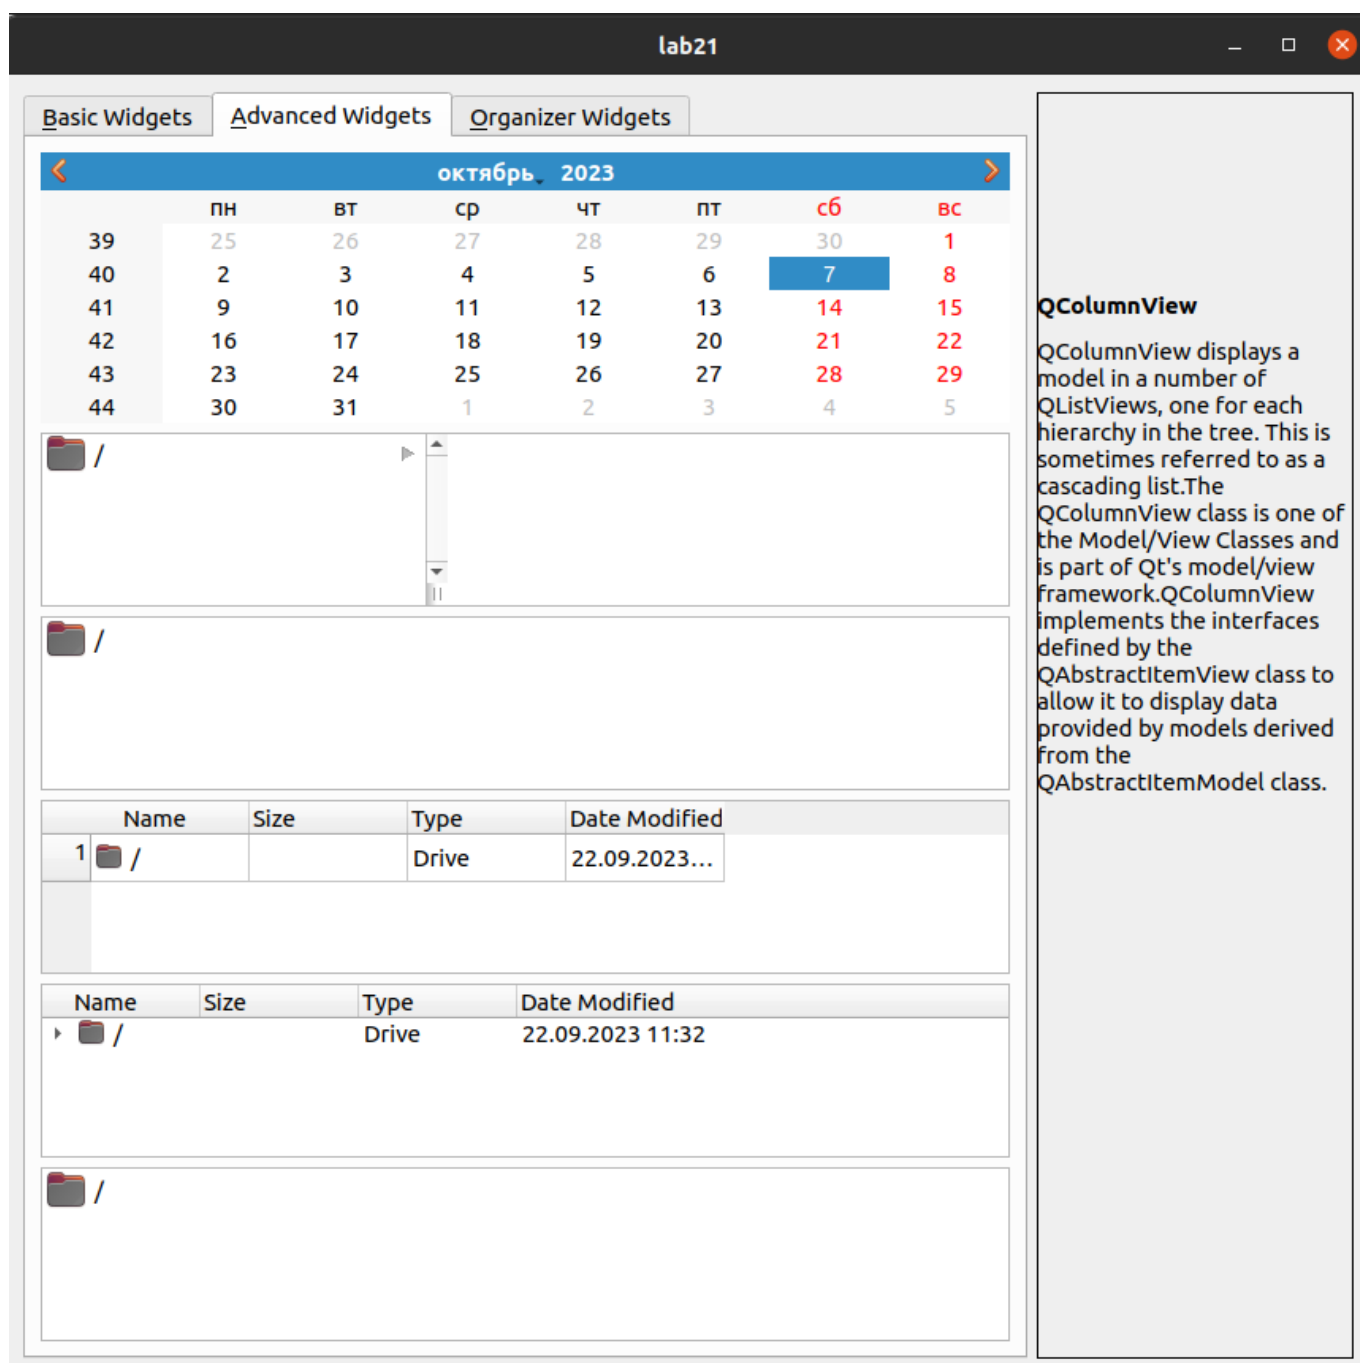 lab21
Basic Widgets Advanced Widgets Organizer Widgets
октябрь 2023
пн вт ср чт пт сб вс
39 25 26 27 28 29 30 1
40 2 3 4 5 6 7 8
41 9 10 11 12 13 14 15
42 16 17 18 19 20 21 22
43 23 24 25 26 27 28 29
44 30 31 1 2 3 4 5
/
/
Name Size Type Date Modified
1 / Drive 22.09.2023...
Name Size Type Date Modified
/ Drive 22.09.2023 11:32
/
QColumnView
QColumnView displays a
model in a number of
QListViews, one for each
hierarchy in the tree. This is
sometimes referred to as a
cascading list.The
QColumnView class is one of
the Model/View Classes and
is part of Qt's model/view
framework.QColumnView
implements the interfaces
defined by the
QAbstractItemView class to
allow it to display data
provided by models derived
from the
QAbstractItemModel class.